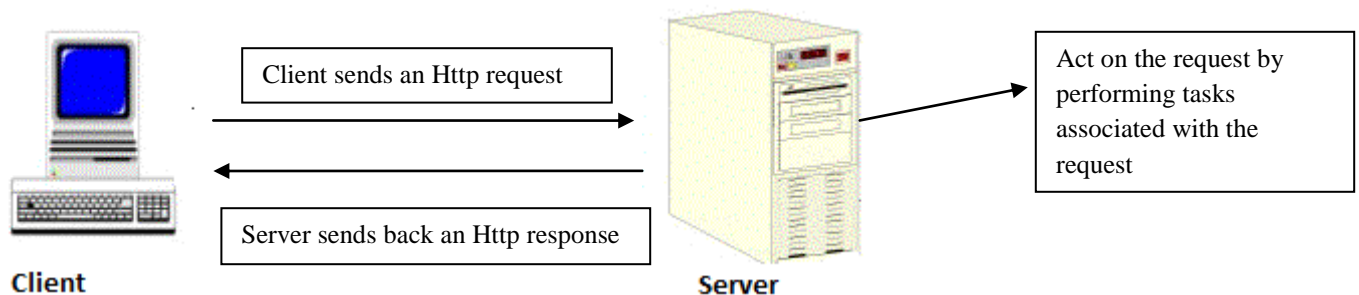 Client sends an Http request
Server sends back an Http response
Client
Server
Act on the request by
performing tasks
associated with the
request